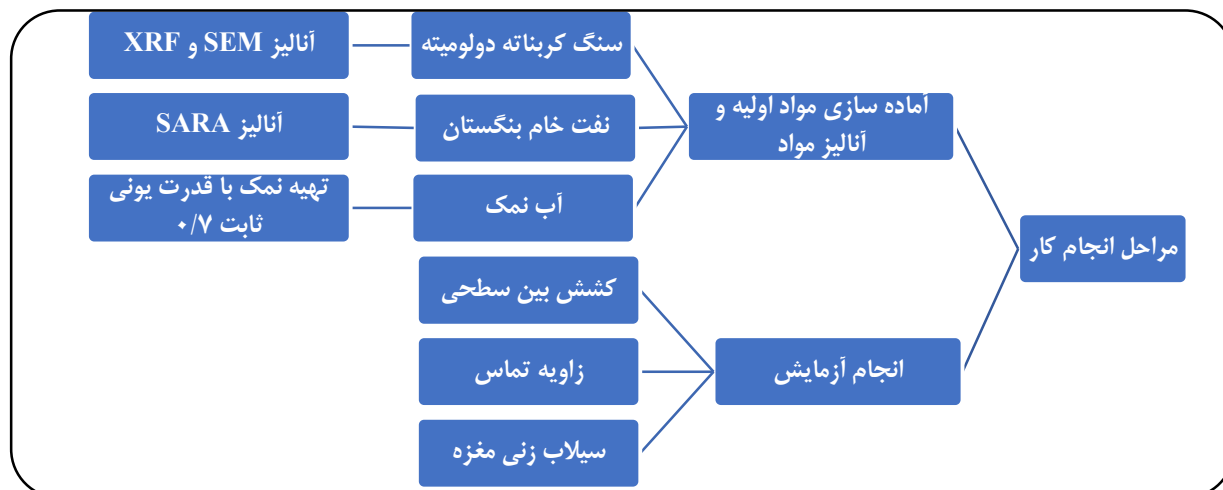 مراحل انجام کار
آماده سازی مواد اولیه و
آنالیز مواد
سنگ کربناته دولومیته
آنالیز SEM و XRF
نفت خام بنگستان
آنالیز SARA
آب نمک
تهیه نمک با قدرت یونی
ثابت ۰/۷
انجام آزمایش
کشش بین سطحی
زاویه تماس
سیلاب زنی مغزه